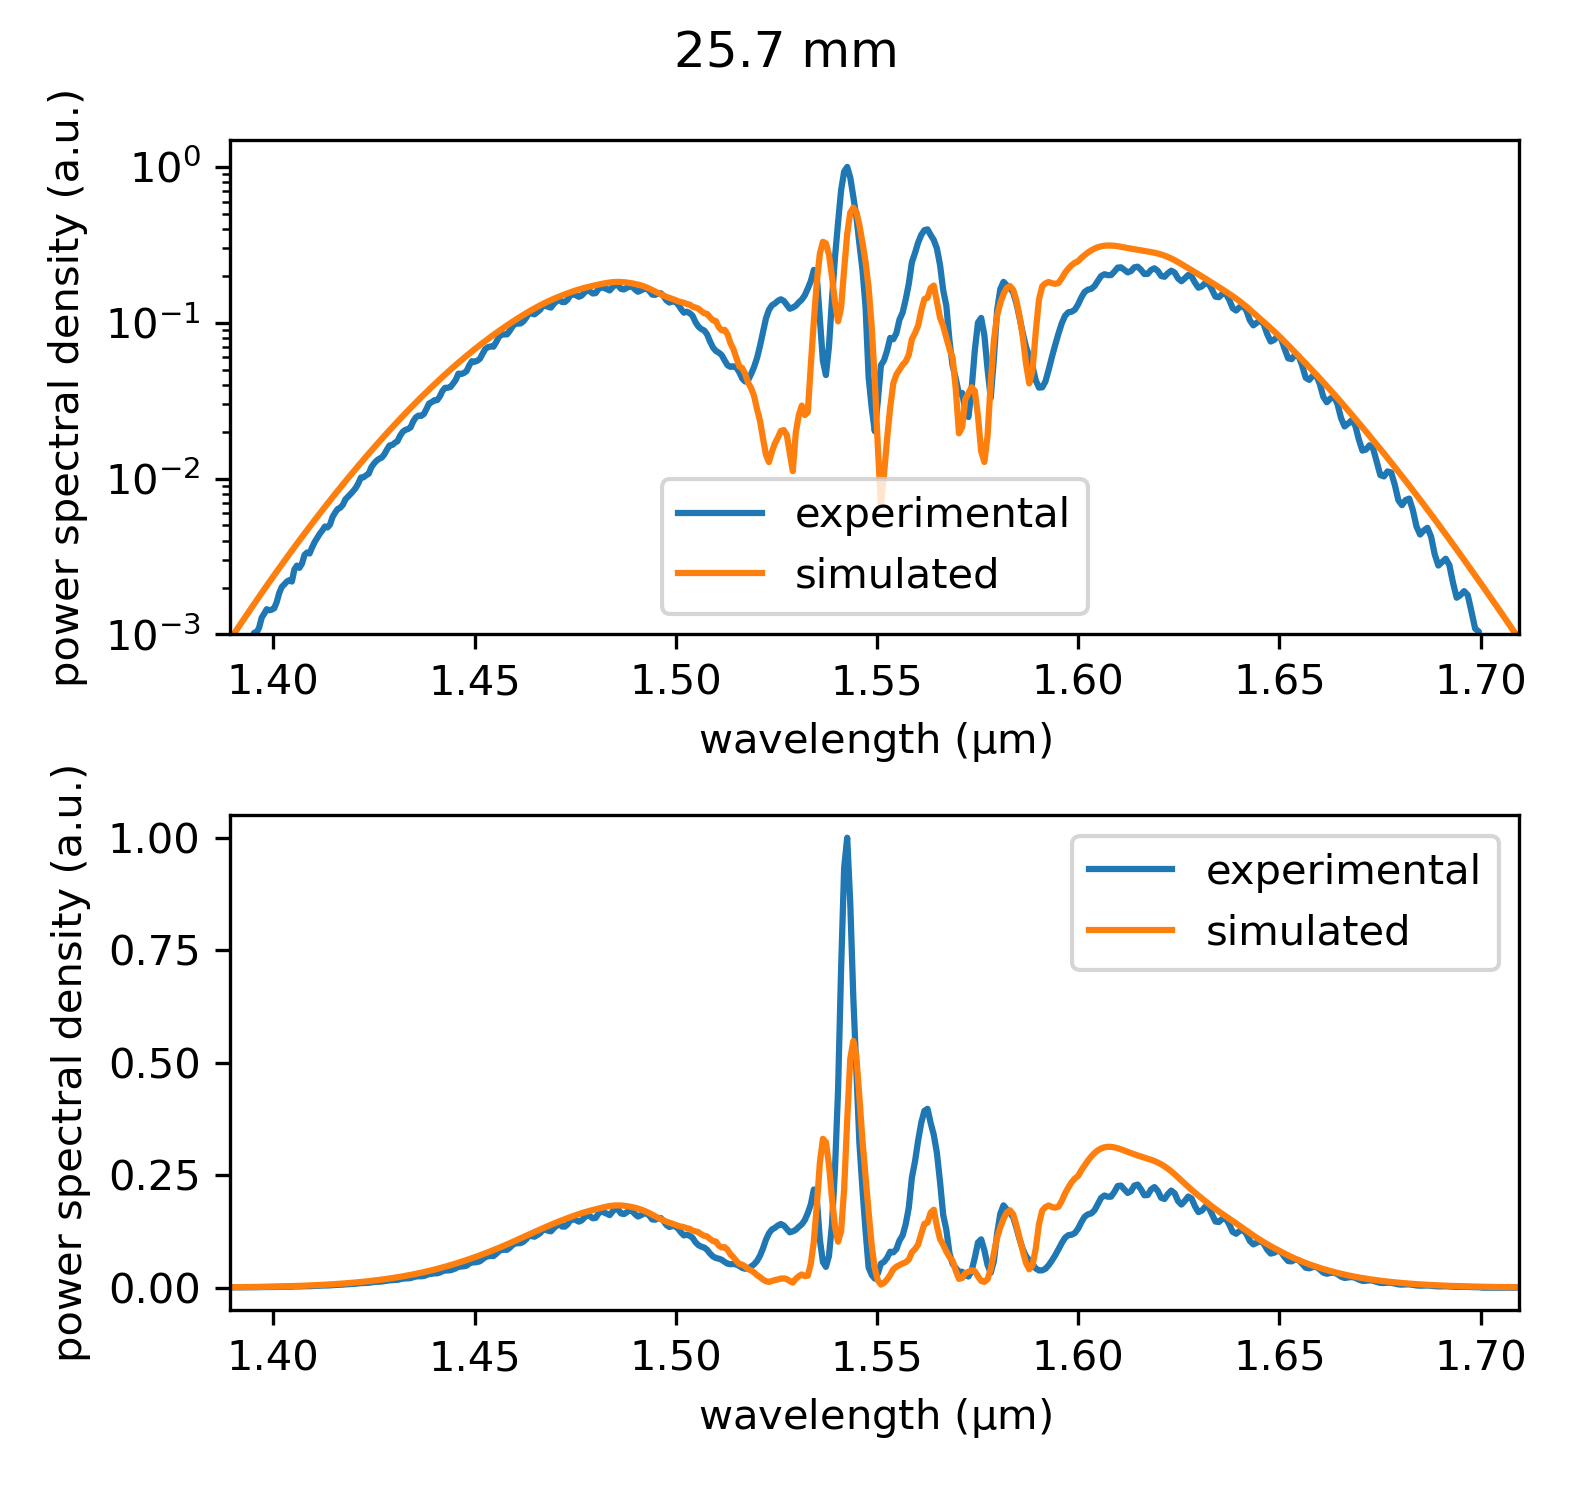 25.7 mm
power spectral density (a.u.)
10⁰
10⁻¹
10⁻²
10⁻³
experimental
simulated
1.40 1.45 1.50 1.55 1.60 1.65 1.70
wavelength (μm)
power spectral density (a.u.)
1.00
0.75
0.50
0.25
0.00
experimental
simulated
1.40 1.45 1.50 1.55 1.60 1.65 1.70
wavelength (μm)